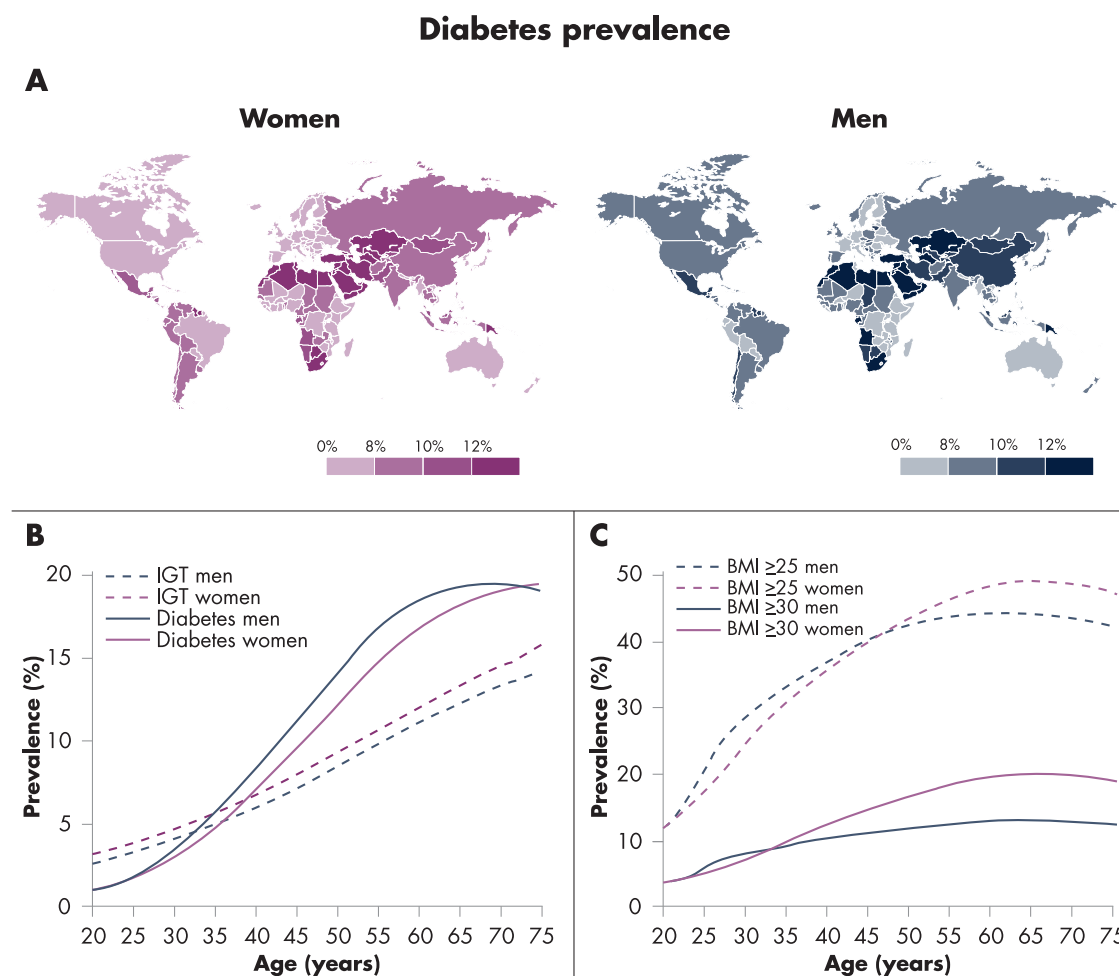 Diabetes prevalence
A
Women
Men
0% 8% 10% 12%
0% 8% 10% 12%
B
IGT men
IGT women
Diabetes men
Diabetes women
20
15
10
5
0
Prevalence (%)
20 25 30 35 40 45 50 55 60 65 70 75
Age (years)
C
BMI ≥25 men
BMI ≥25 women
BMI ≥30 men
BMI ≥30 women
50
40
30
20
10
0
Prevalence (%)
20 25 30 35 40 45 50 55 60 65 70 75
Age (years)